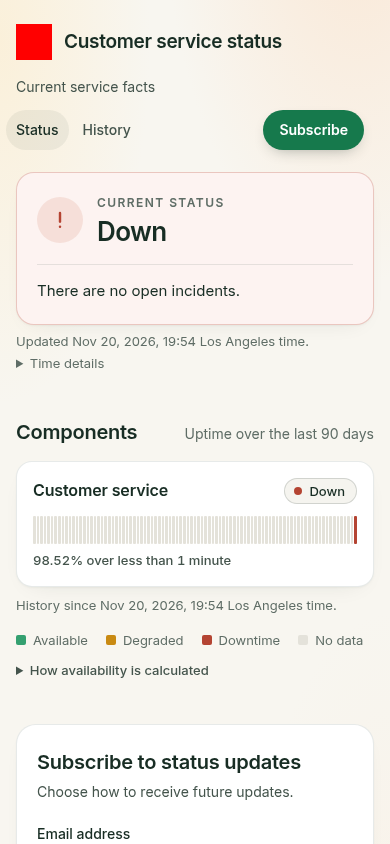 Customer service status
Current service facts
Status
History
Subscribe
!
CURRENT STATUS
Down
There are no open incidents.
Updated Nov 20, 2026, 19:54 Los Angeles time.
Time details
Components
Uptime over the last 90 days
Customer service
Down
98.52% over less than 1 minute
History since Nov 20, 2026, 19:54 Los Angeles time.
Available
Degraded
Downtime
No data
How availability is calculated
Subscribe to status updates
Choose how to receive future updates.
Email address